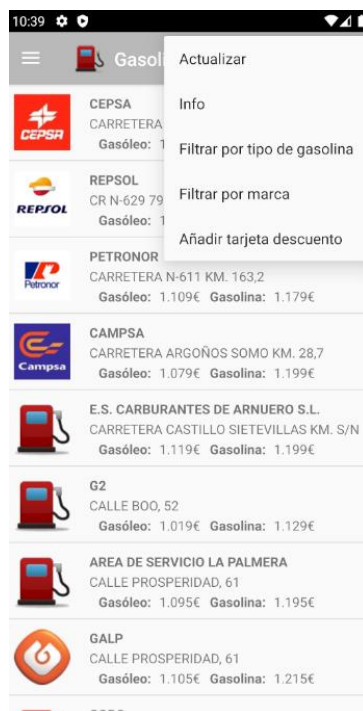 10:39
Gasoli
Actualizar
Info
Filtrar por tipo de gasolina
Filtrar por marca
Añadir tarjeta descuento
CEPSA
CEPSA
CARRETERA
Gasóleo: 1
REPSOL
REPSOL
CR N-629 79
Gasóleo: 1
Petronor
PETRONOR
CARRETERA N-611 KM. 163,2
Gasóleo: 1.109€ Gasolina: 1.179€
Campsa
CAMPSA
CARRETERA ARGOÑOS SOMO KM. 28,7
Gasóleo: 1.079€ Gasolina: 1.199€
E.S. CARBURANTES DE ARNUERO S.L.
CARRETERA CASTILLO SIETEVILLAS KM. S/N
Gasóleo: 1.119€ Gasolina: 1.199€
G2
CALLE BOO, 52
Gasóleo: 1.019€ Gasolina: 1.129€
AREA DE SERVICIO LA PALMERA
CALLE PROSPERIDAD, 61
Gasóleo: 1.095€ Gasolina: 1.195€
GALP
CALLE PROSPERIDAD, 61
Gasóleo: 1.105€ Gasolina: 1.215€